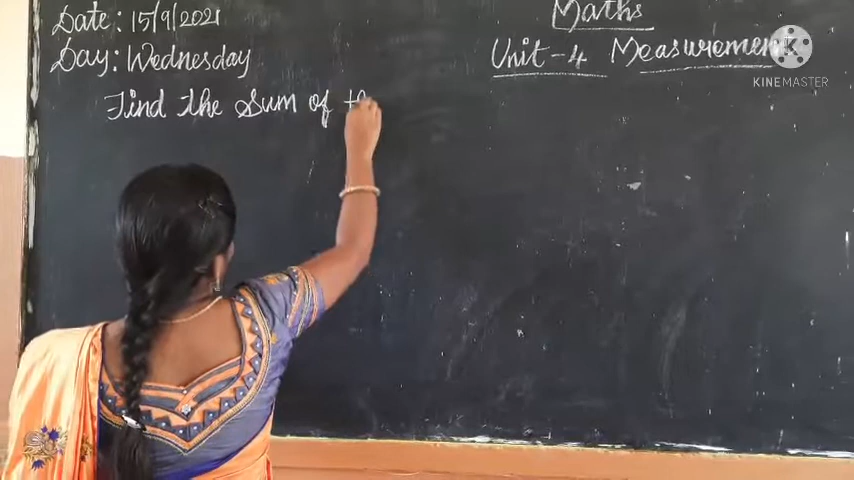 Date : 15/9/2021
Maths
Day : Wednesday
Unit - 4 Measurement
KINEMASTER
Find the Sum of